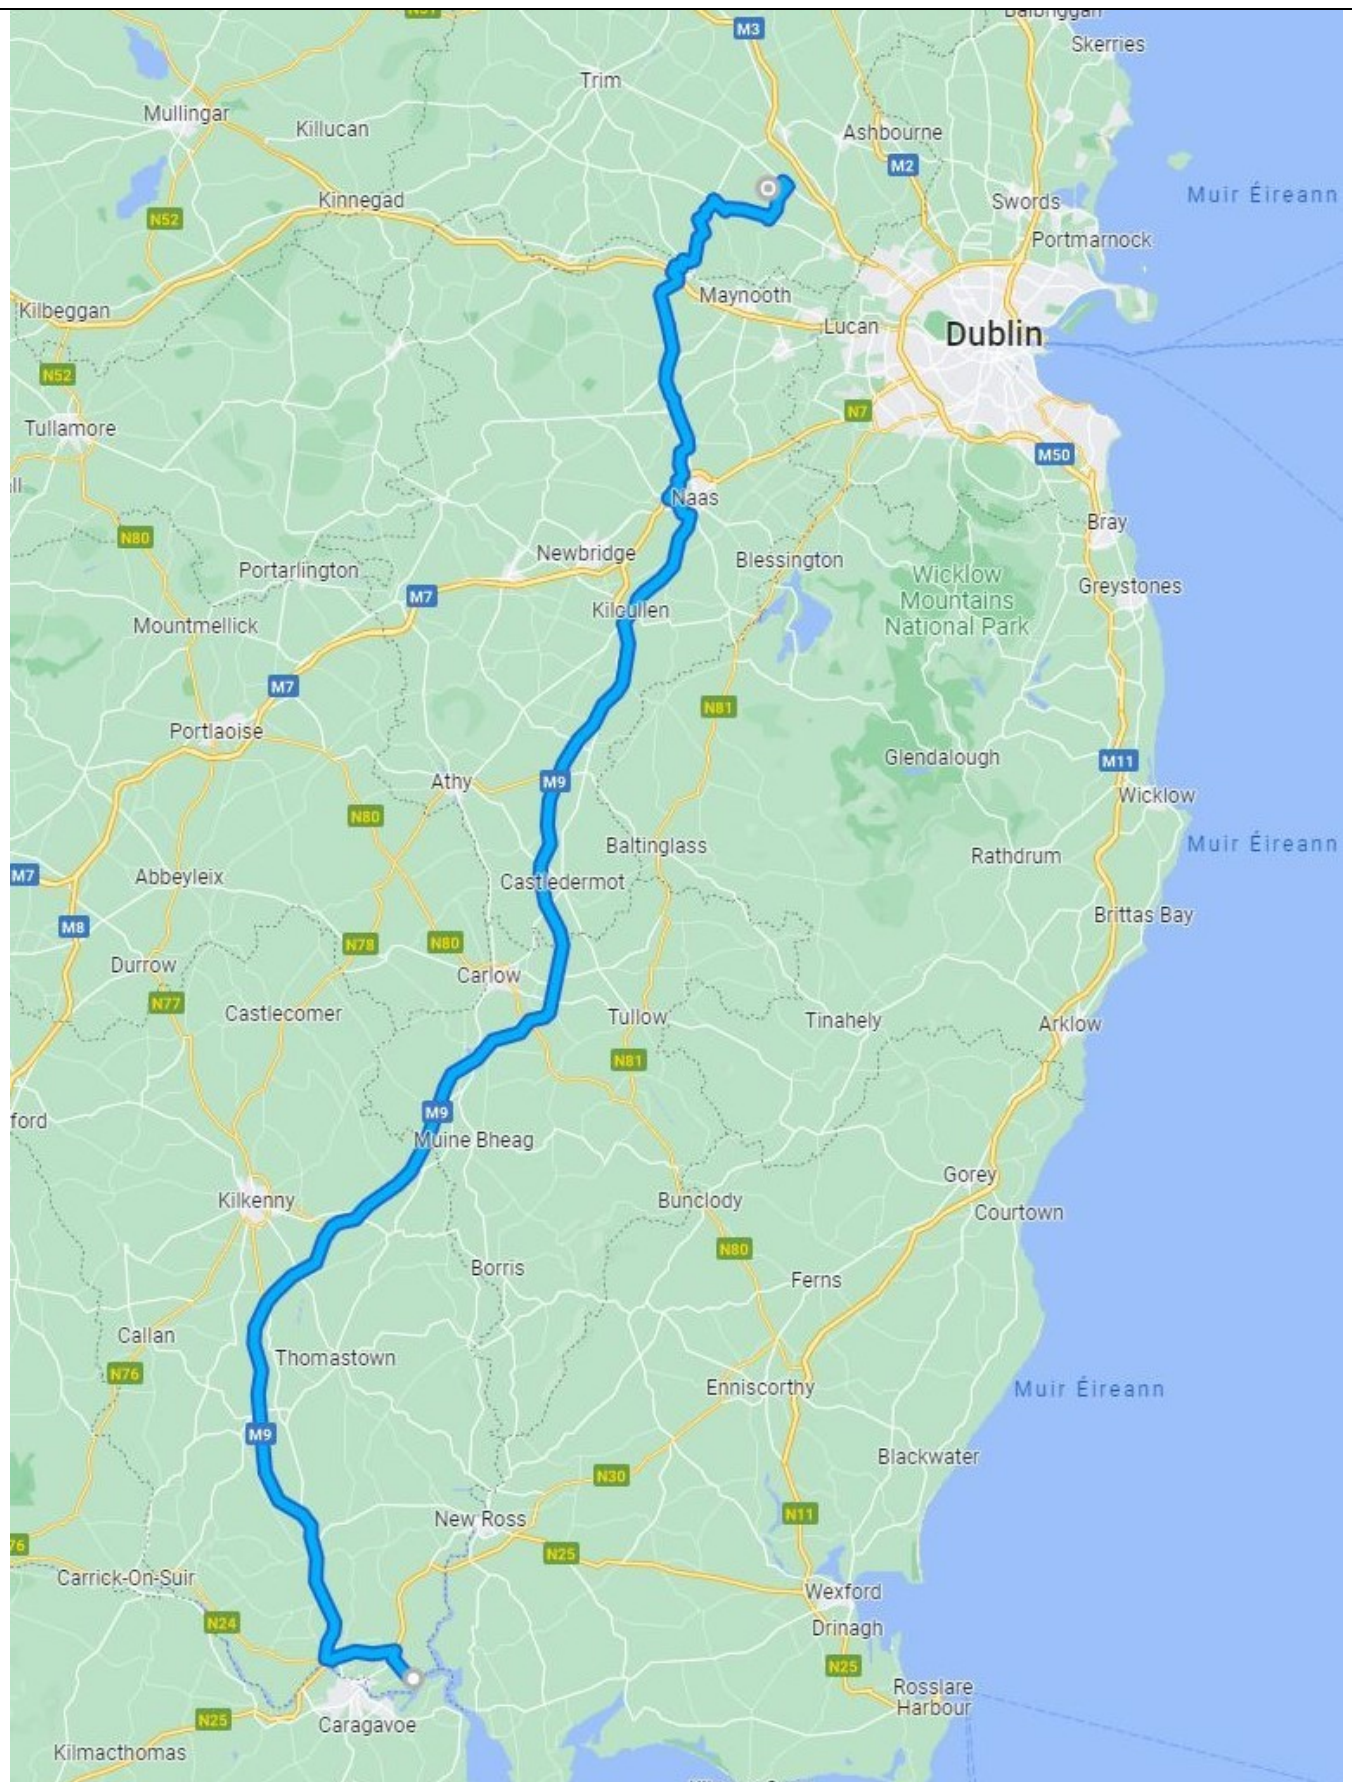 Balbriggan
Skerries
M3
Trim
Mullingar
Killucan
Ashbourne
M2
Muir Éireann
Kinnegad
Swords
N52
Portmarnock
Maynooth
Kilbeggan
Lucan
Dublin
N52
N7
Tullamore
M50
Naas
Bray
N80
Newbridge
Blessington
Portarlington
Wicklow
Mountains
National Park
Greystones
M7
Kilcullen
Mountmellick
M7
N81
Portlaoise
Glendalough
M11
Athy
M9
Wicklow
N80
Baltinglass
Muir Éireann
Rathdrum
M7
Abbeyleix
Castledermot
M8
Brittas Bay
N78
N80
Durrow
Carlow
N77
Castlecomer
Tullow
Tinahely
Arklow
N81
M9
ford
Muine Bheag
Gorey
Kilkenny
Bunclody
Courtown
N80
Borris
Ferns
Callan
Thomastown
N76
Enniscorthy
Muir Éireann
M9
Blackwater
N30
N11
New Ross
76
N25
Carrick-On-Suir
Wexford
N24
Drinagh
N25
Rosslare
Harbour
N25
Caragavoe
Kilmacthomas